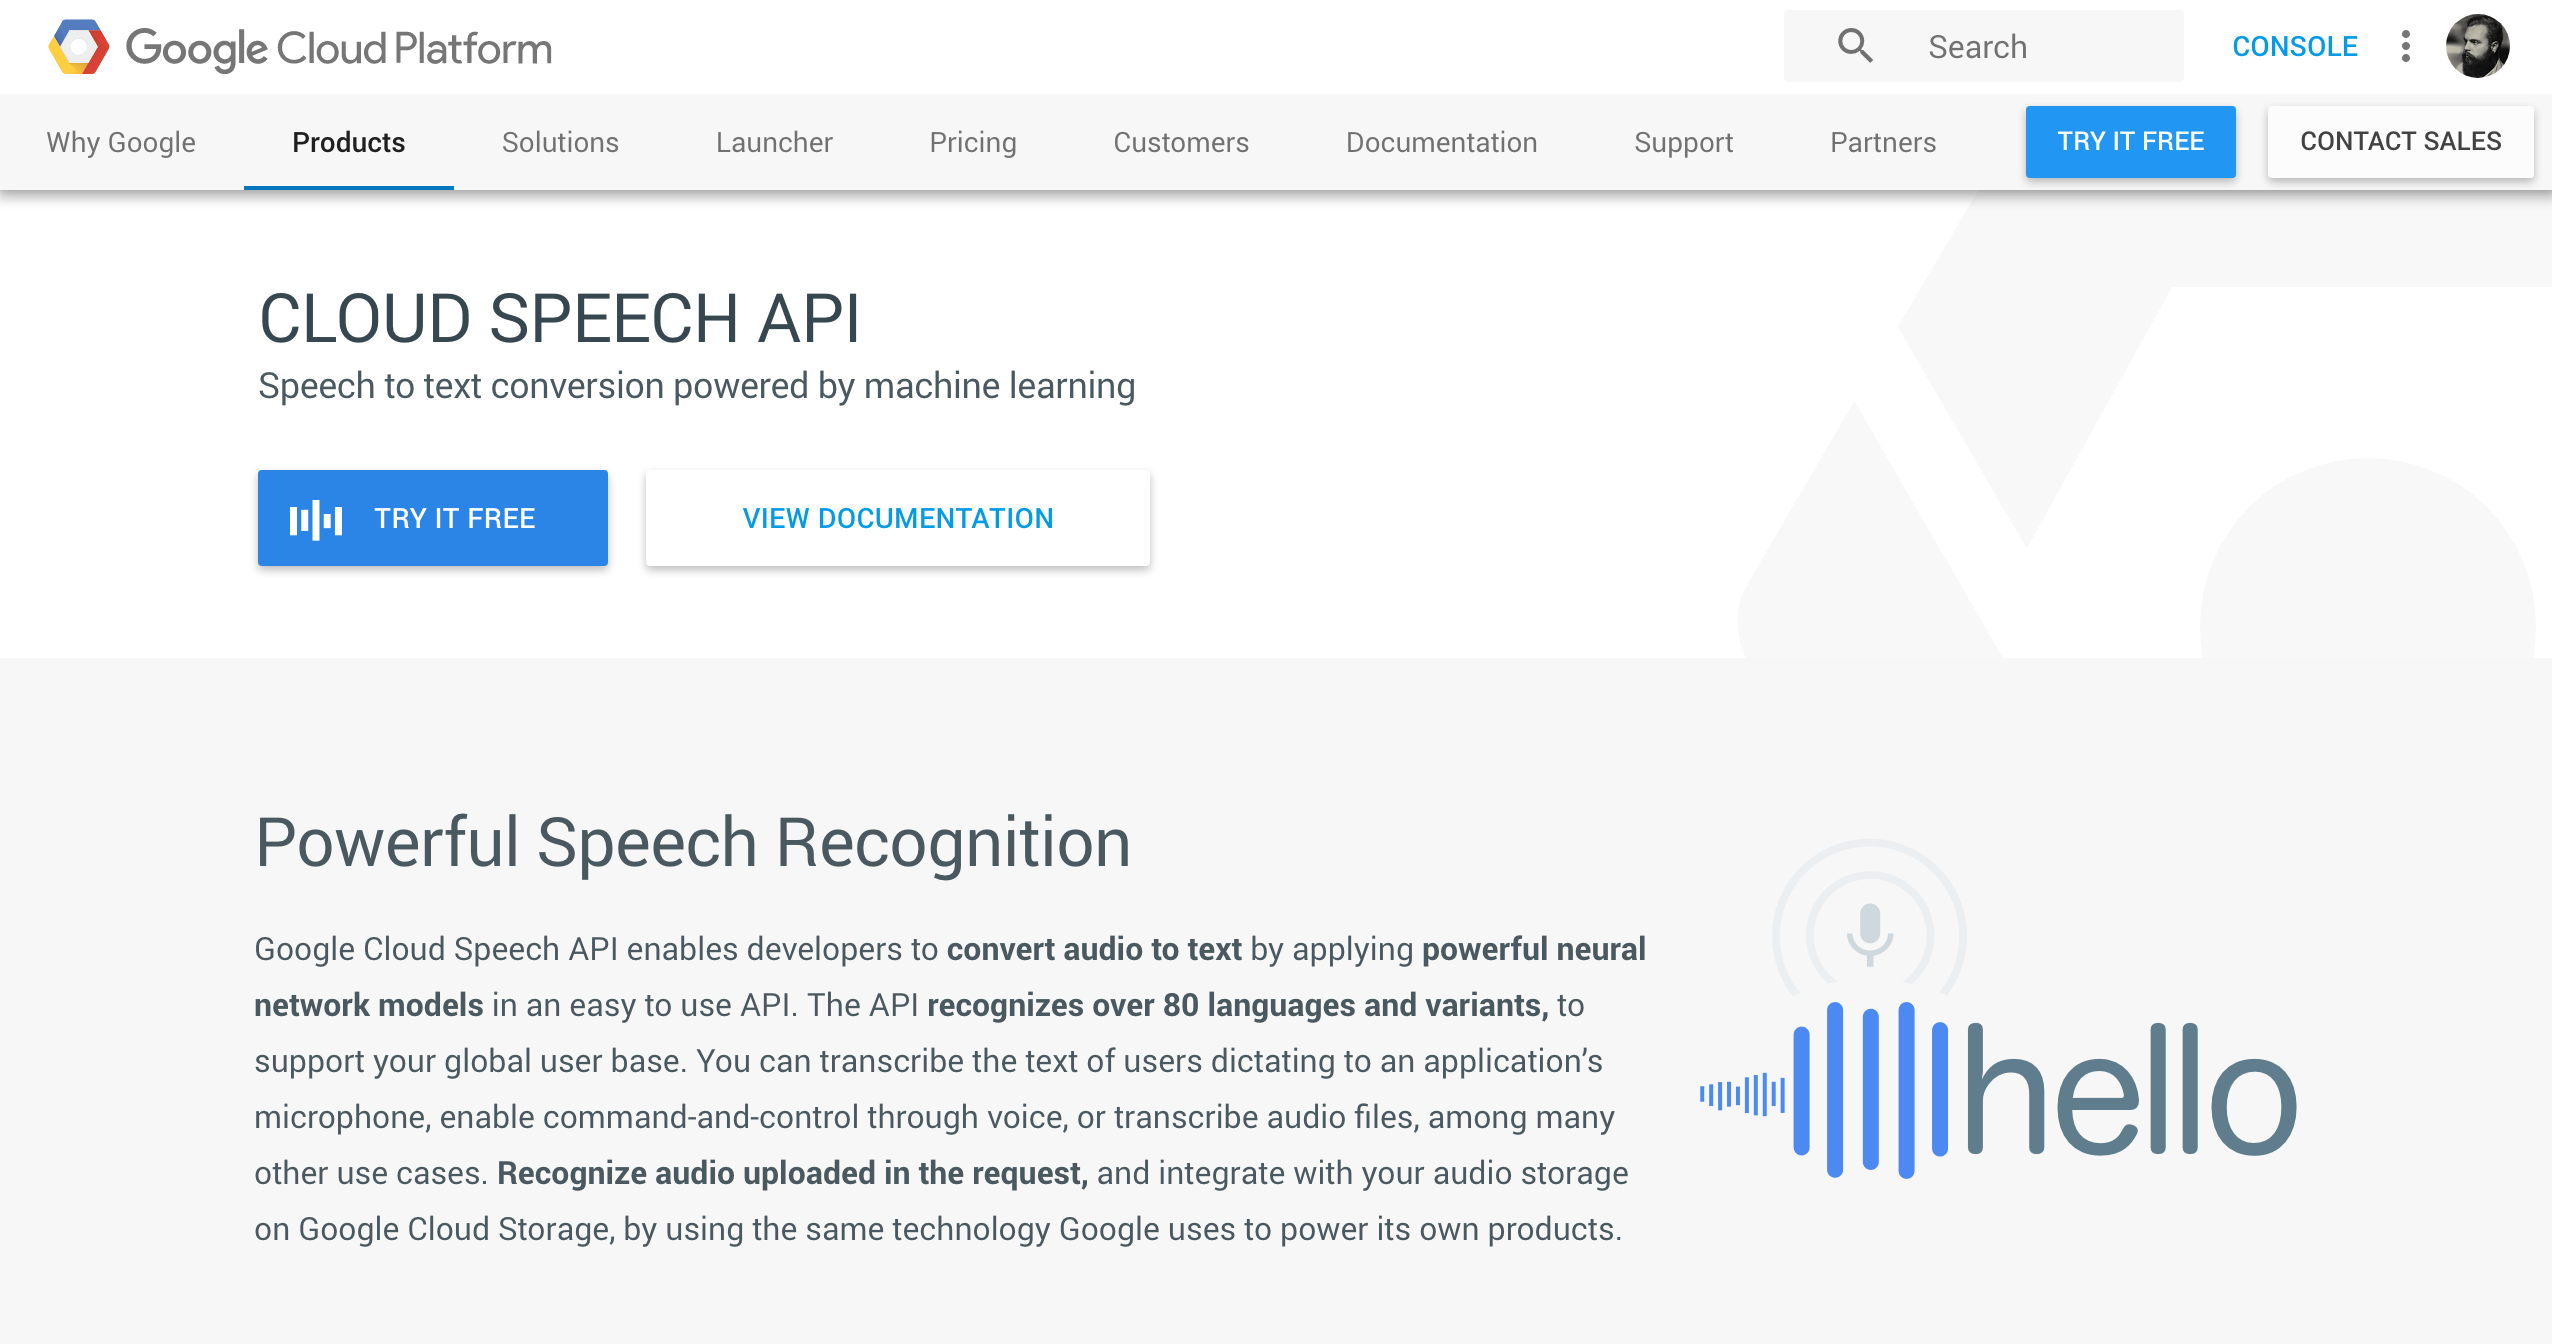 Google Cloud Platform
Search
CONSOLE
Why Google
Products
Solutions
Launcher
Pricing
Customers
Documentation
Support
Partners
TRY IT FREE
CONTACT SALES
CLOUD SPEECH API
Speech to text conversion powered by machine learning
TRY IT FREE
VIEW DOCUMENTATION
Powerful Speech Recognition
Google Cloud Speech API enables developers to convert audio to text by applying powerful neural
network models in an easy to use API. The API recognizes over 80 languages and variants, to
support your global user base. You can transcribe the text of users dictating to an application’s
microphone, enable command-and-control through voice, or transcribe audio files, among many
other use cases. Recognize audio uploaded in the request, and integrate with your audio storage
on Google Cloud Storage, by using the same technology Google uses to power its own products.
hello